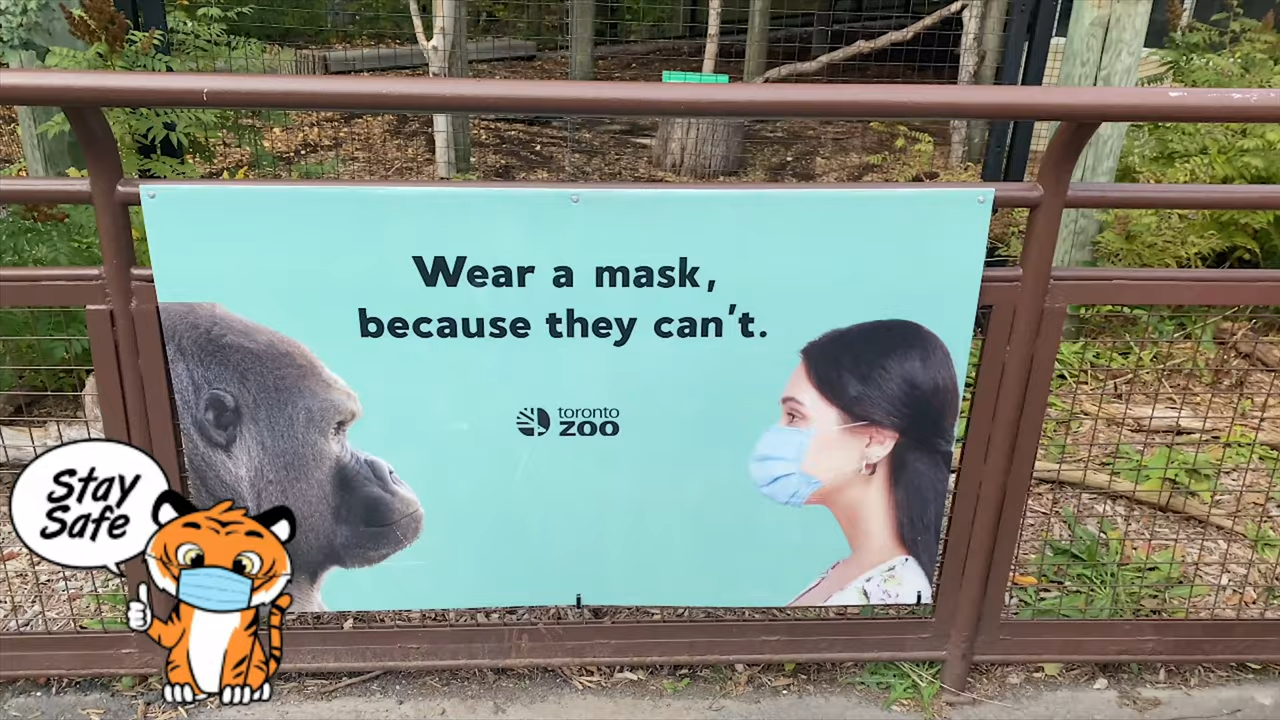 Wear a mask,
because they can't.
toronto
zoo
Stay
Safe